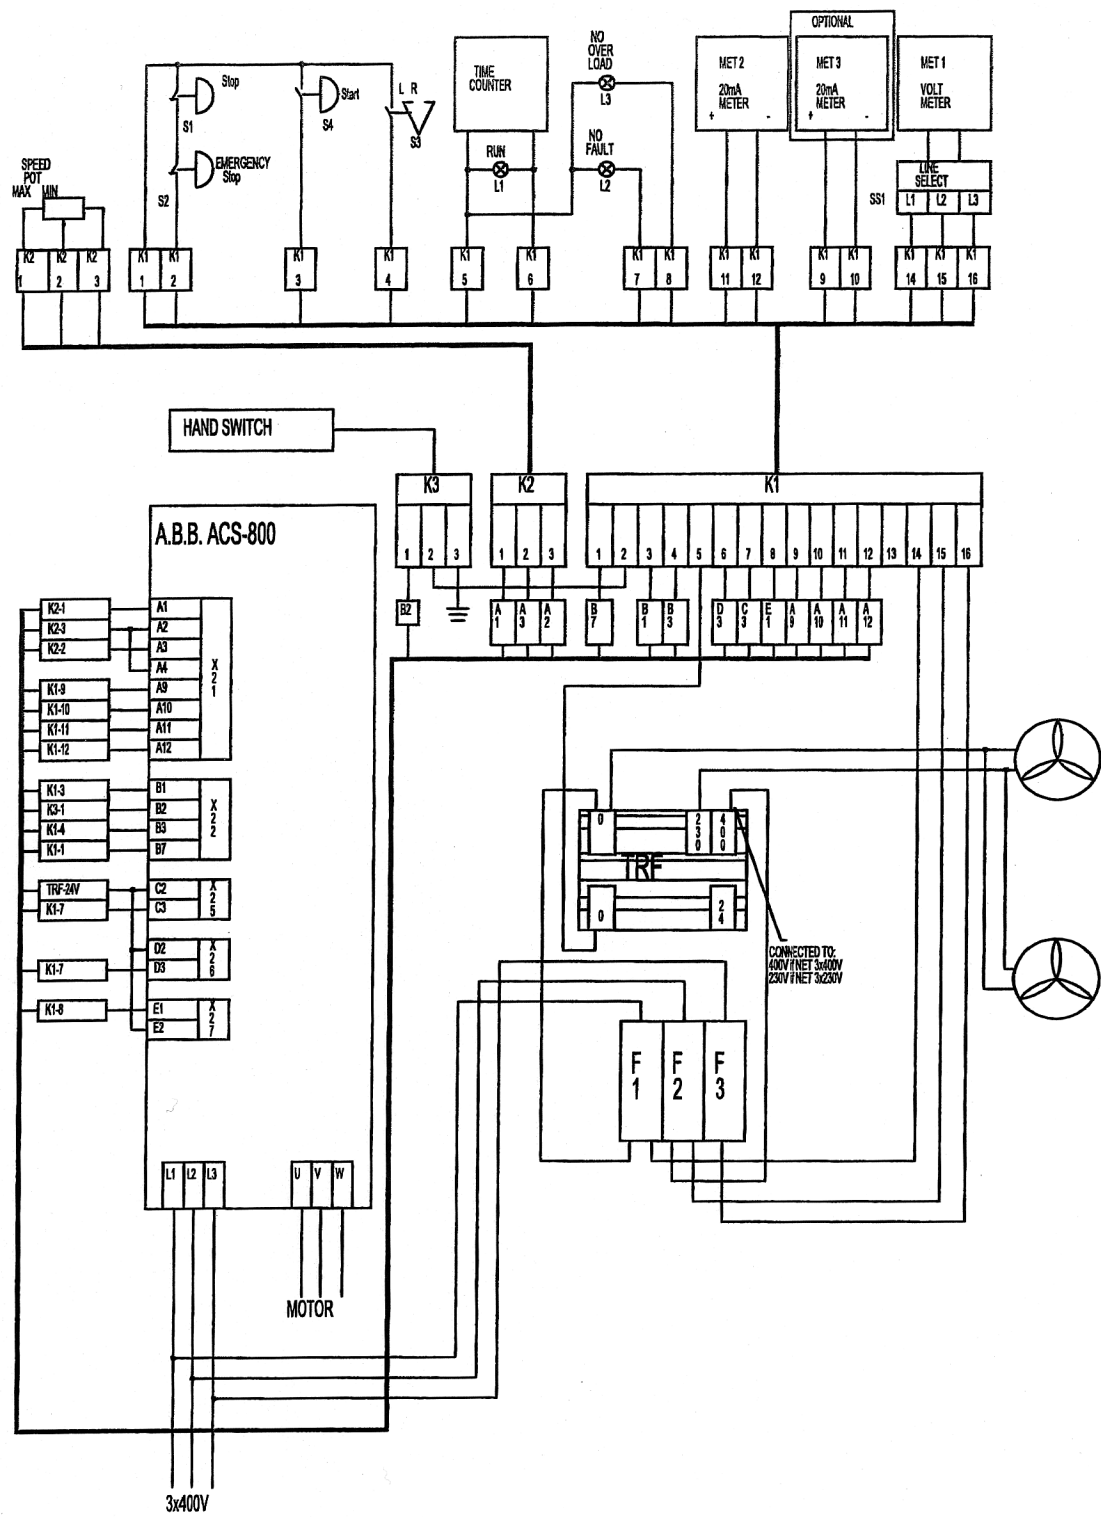 OPTIONAL
NO
OVER
LOAD
L3
TIME
COUNTER
MET 2
20mA
METER
+ -
MET 3
20mA
METER
+ -
MET 1
VOLT
METER
Stop
S1
Start
S4
L R
S3
EMERGENCY
Stop
S2
RUN
L1
NO
FAULT
L2
LINE
SELECT
SS1
L1 L2 L3
SPEED
POT
MAX MIN
K2 K2 K2
1 2 3
K1 K1
1 2
K1
3
K1
4
K1
5
K1
6
K1 K1
7 8
K1 K1
11 12
K1 K1
9 10
K1 K1 K1
14 15 16
HAND SWITCH
K3
1 2 3
K2
1 2 3
K1
1 2 3 4 5 6 7 8 9 10 11 12 13 14 15 16
B2
A1 A3 A2
B7
B1 B3
D3 C3 E1 A9 A10 A11 A12
A.B.B. ACS-800
K2-1 A1
K2-3 A2
K2-2 A3
A4
X21
K1-9 A9
K1-10 A10
K1-11 A11
K1-12 A12
K1-3 B1
K3-1 B2
K1-4 B3
K1-1 B7
X22
TRF-24V C2
K1-7 C3
X25
D2
K1-7 D3
X26
K1-8 E1
E2
X27
0 230 400
TRF
0 24
CONNECTED TO:
400V if NET 3x400V
230V if NET 3x230V
F1 F2 F3
L1 L2 L3
U V W
MOTOR
3x400V